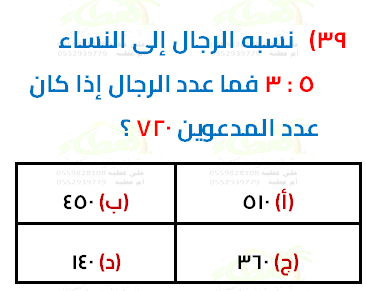 ٣٩) نسبه الرجال إلى النساء
٥ : ٣ فما عدد الرجال إذا كان
عدد المدعوين ٧٢٠ ؟
(أ) ٥١٠
(ب) ٤٥٠
(ج) ٣٦٠
(د) ١٤٠